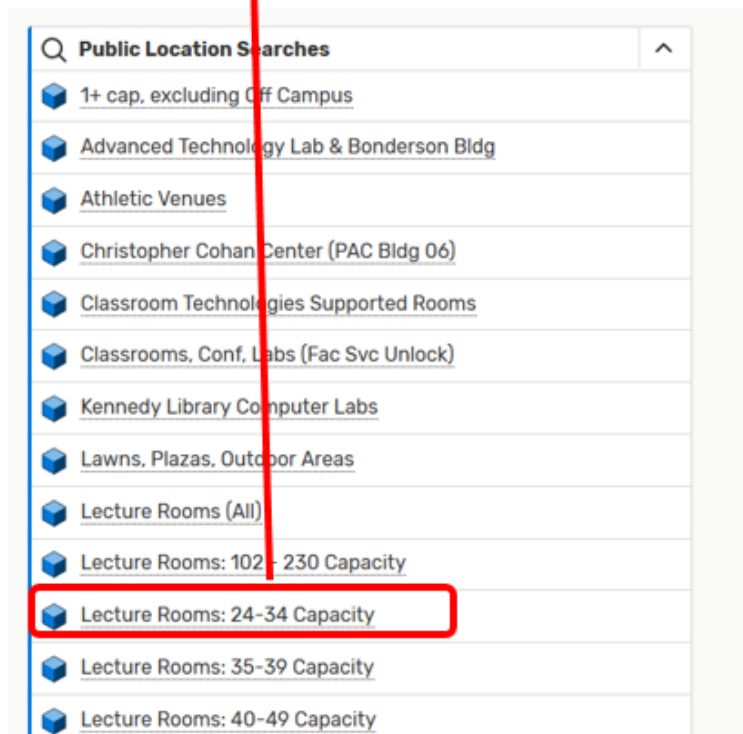 Public Location Searches
1+ cap, excluding Off Campus
Advanced Technology Lab & Bonderson Bldg
Athletic Venues
Christopher Cohan Center (PAC Bldg 06)
Classroom Technologies Supported Rooms
Classrooms, Conf, Labs (Fac Svc Unlock)
Kennedy Library Computer Labs
Lawns, Plazas, Outdoor Areas
Lecture Rooms (All)
Lecture Rooms: 102 - 230 Capacity
Lecture Rooms: 24-34 Capacity
Lecture Rooms: 35-39 Capacity
Lecture Rooms: 40-49 Capacity